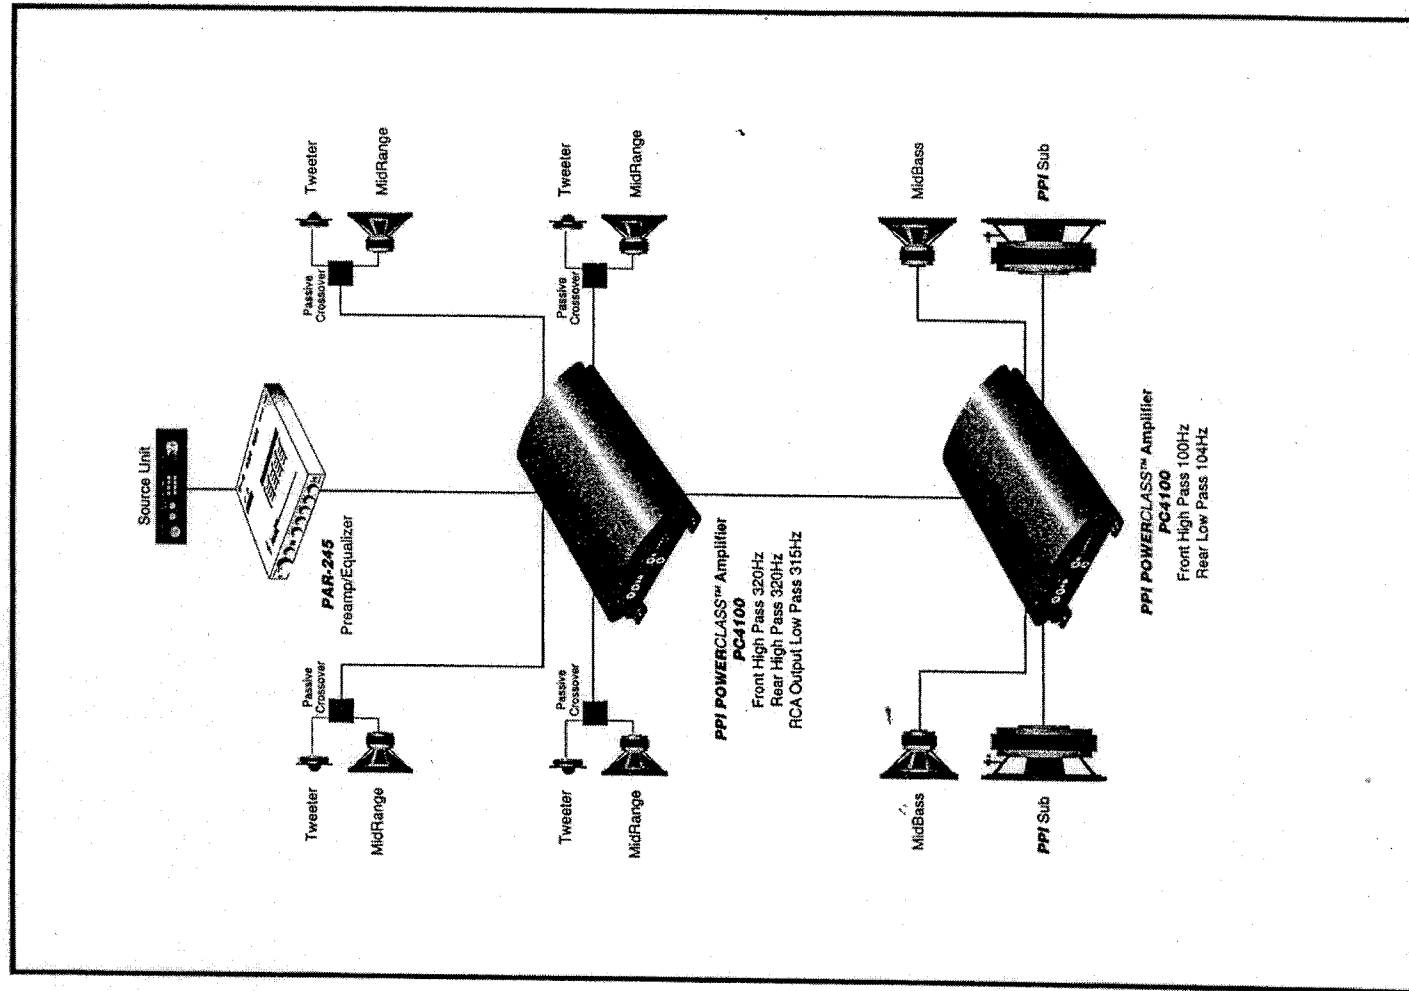 Source Unit
PAR-245
Preamp/Equalizer
Tweeter
MidRange
Passive
Crossover
Passive
Crossover
Tweeter
MidRange
Tweeter
MidRange
Passive
Crossover
Passive
Crossover
Tweeter
MidRange
PPI POWERCLASS™ Amplifier
PC4100
Front High Pass 320Hz
Rear High Pass 320Hz
RCA Output Low Pass 315Hz
MidBass
MidBass
PPI Sub
PPI Sub
PPI POWERCLASS™ Amplifier
PC4100
Front High Pass 100Hz
Rear Low Pass 104Hz